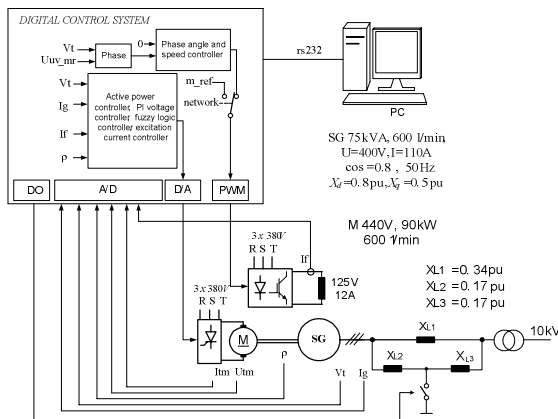 DIGITAL CONTROL SYSTEM
Vt
Uuv_mr
Phase
0
Phase angle and
speed controller
Vt
Ig
If
ρ
Active power
controller, PI voltage
controller, fuzzy logic
controller excitation
current controller
m_ref
network
DO
A/D
D/A
PWM
rs232
PC
SG 75kVA, 600 1/min,
U=400V,I=110A
cos =0.8 , 50Hz
Xd=0.8pu,Xq=0.5pu
M 440V, 90kW
600 1/min
3 x 380V
R S T
If
125V
12A
XL1 =0.34pu
XL2 =0.17 pu
XL3 =0.17 pu
3 x 380V
R S T
M
SG
ρ
Itm
Utm
Vt
Ig
XL1
XL2
XL3
10kV